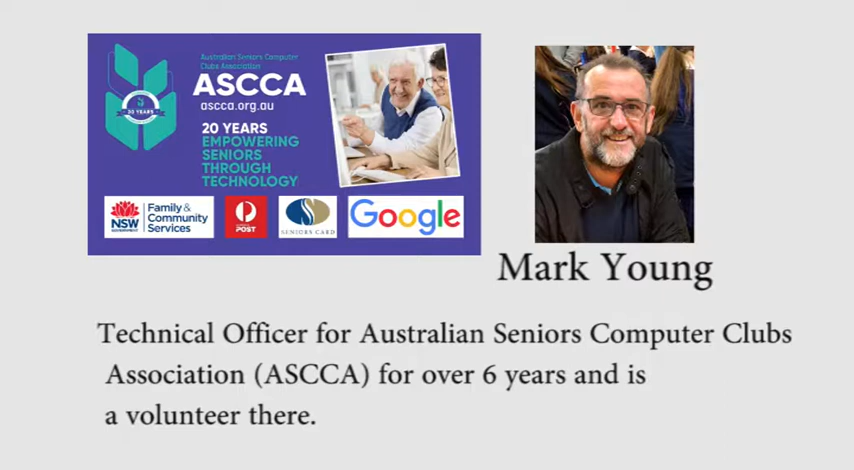 Australian Seniors Computer
Clubs Association
ASCCA
ascca.org.au
20 YEARS
EMPOWERING
SENIORS
THROUGH
TECHNOLOGY
20 YEARS
NSW
GOVERNMENT
Family &
Community
Services
POST
SENIORS CARD
Google
Mark Young
Technical Officer for Australian Seniors Computer Clubs
Association (ASCCA) for over 6 years and is
a volunteer there.